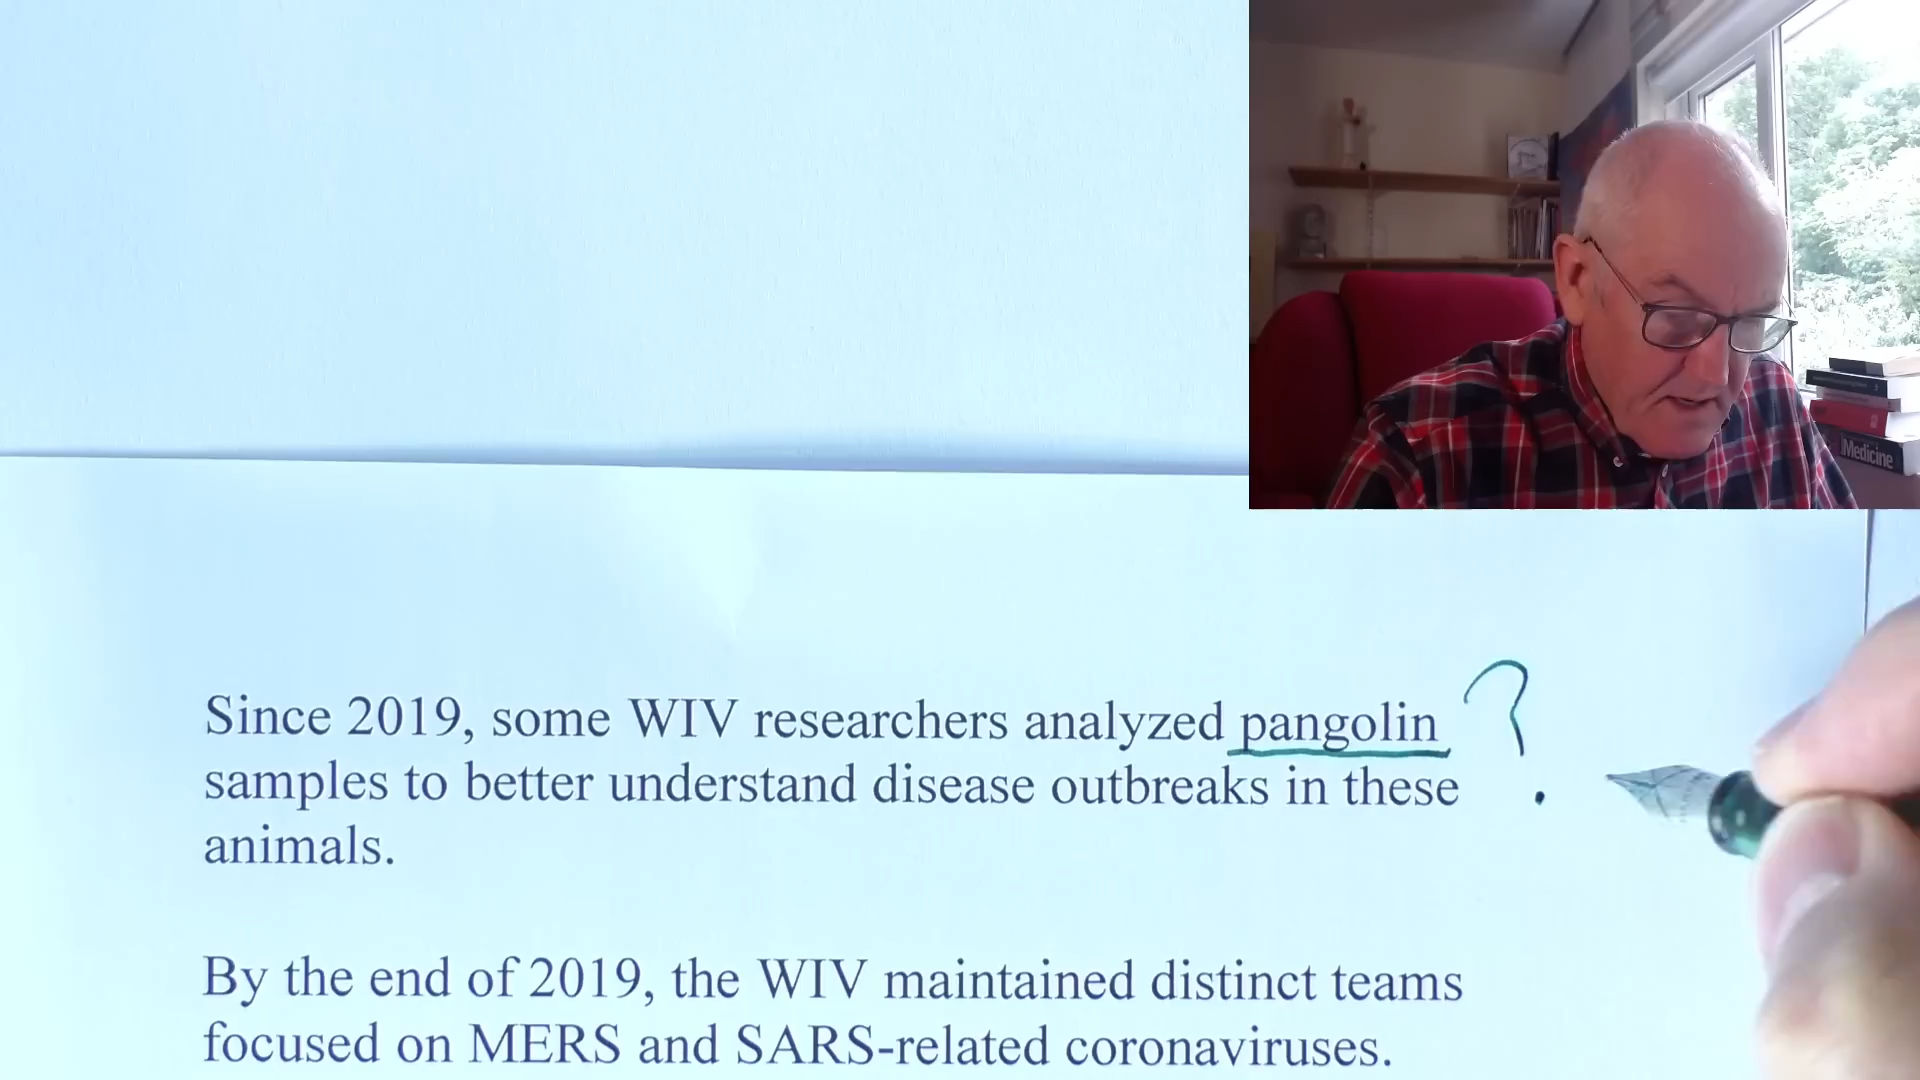 Medicine
Since 2019, some WIV researchers analyzed pangolin ?
samples to better understand disease outbreaks in these
animals.
By the end of 2019, the WIV maintained distinct teams
focused on MERS and SARS-related coronaviruses.